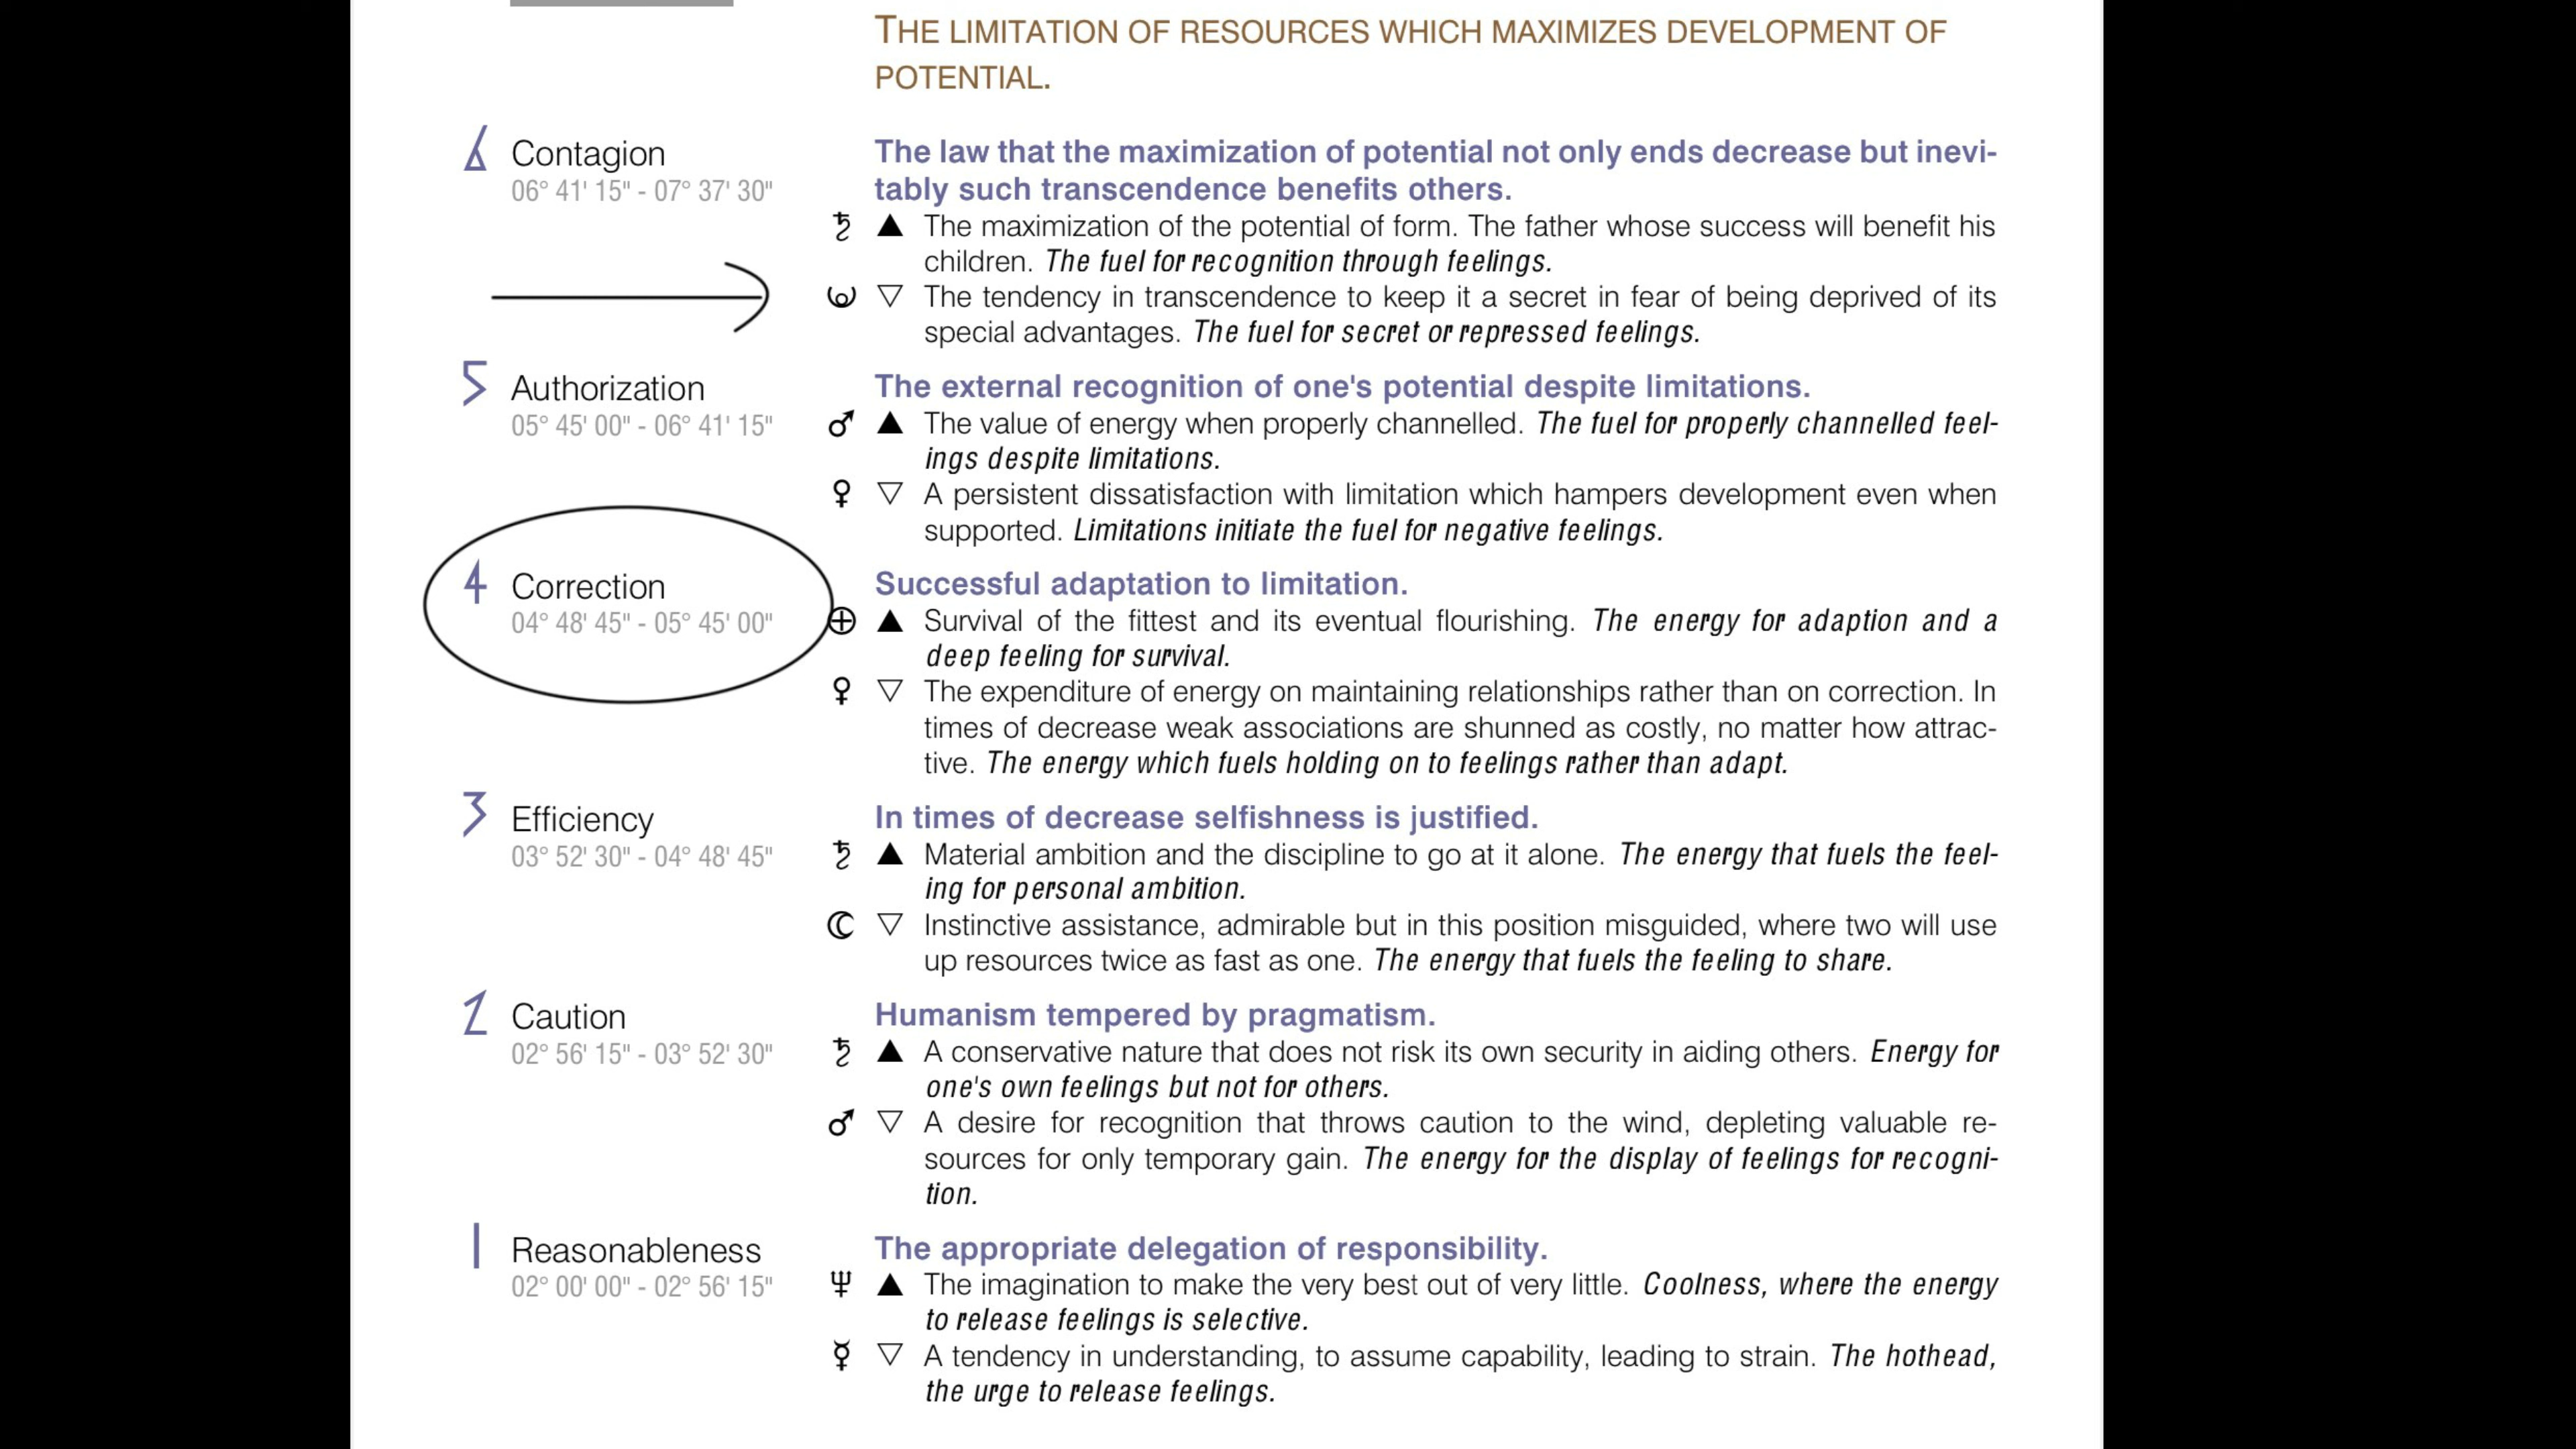 THE LIMITATION OF RESOURCES WHICH MAXIMIZES DEVELOPMENT OF
POTENTIAL.
6 Contagion
06° 41' 15" - 07° 37' 30"
The law that the maximization of potential not only ends decrease but inevi-
tably such transcendence benefits others.
♄ ▲ The maximization of the potential of form. The father whose success will benefit his
children. The fuel for recognition through feelings.
▽ The tendency in transcendence to keep it a secret in fear of being deprived of its
special advantages. The fuel for secret or repressed feelings.
5 Authorization
05° 45' 00" - 06° 41' 15"
The external recognition of one's potential despite limitations.
♂ ▲ The value of energy when properly channelled. The fuel for properly channelled feel-
ings despite limitations.
♀ ▽ A persistent dissatisfaction with limitation which hampers development even when
supported. Limitations initiate the fuel for negative feelings.
4 Correction
04° 48' 45" - 05° 45' 00"
Successful adaptation to limitation.
⊕ ▲ Survival of the fittest and its eventual flourishing. The energy for adaption and a
deep feeling for survival.
♀ ▽ The expenditure of energy on maintaining relationships rather than on correction. In
times of decrease weak associations are shunned as costly, no matter how attrac-
tive. The energy which fuels holding on to feelings rather than adapt.
3 Efficiency
03° 52' 30" - 04° 48' 45"
In times of decrease selfishness is justified.
♄ ▲ Material ambition and the discipline to go at it alone. The energy that fuels the feel-
ing for personal ambition.
☾ ▽ Instinctive assistance, admirable but in this position misguided, where two will use
up resources twice as fast as one. The energy that fuels the feeling to share.
2 Caution
02° 56' 15" - 03° 52' 30"
Humanism tempered by pragmatism.
♄ ▲ A conservative nature that does not risk its own security in aiding others. Energy for
one's own feelings but not for others.
♂ ▽ A desire for recognition that throws caution to the wind, depleting valuable re-
sources for only temporary gain. The energy for the display of feelings for recogni-
tion.
1 Reasonableness
02° 00' 00" - 02° 56' 15"
The appropriate delegation of responsibility.
♆ ▲ The imagination to make the very best out of very little. Coolness, where the energy
to release feelings is selective.
☿ ▽ A tendency in understanding, to assume capability, leading to strain. The hothead,
the urge to release feelings.